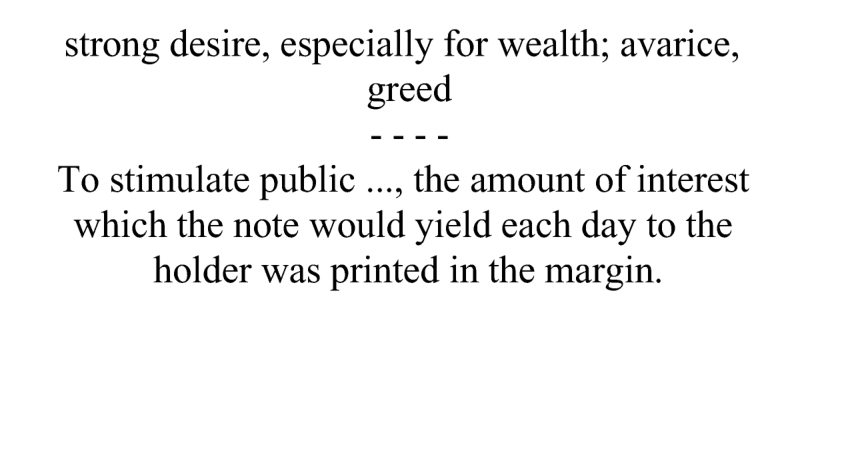 strong desire, especially for wealth; avarice,
greed
- - - -
To stimulate public ..., the amount of interest
which the note would yield each day to the
holder was printed in the margin.